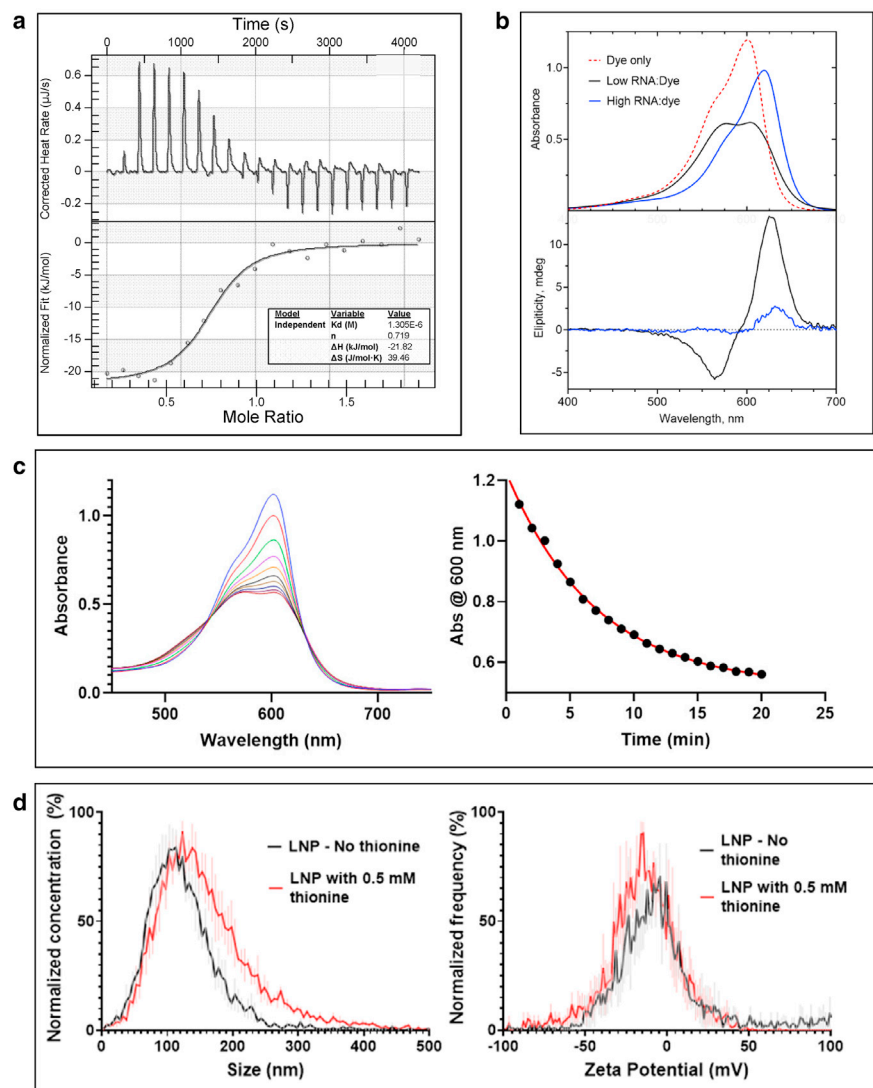 a
Time (s)
0 1000 2000 3000 4000
Corrected Heat Rate (µJ/s)
0.6
0.4
0.2
0
-0.2
Normalized Fit (kJ/mol)
0
-5
-10
-15
-20
Model Variable Value
Independent Kd (M) 1.305E-6
n 0.719
ΔH (kJ/mol) -21.82
ΔS (J/mol·K) 39.46
0.5 1.0 1.5
Mole Ratio
b
Absorbance
1.0
0.5
Dye only
Low RNA:Dye
High RNA:dye
Elipiticity, mdeg
10
5
0
-5
400 500 600 700
Wavelength, nm
c
Absorbance
1.0
0.5
0.0
500 600 700
Wavelength (nm)
Abs @ 600 nm
1.2
1.0
0.8
0.6
0 5 10 15 20 25
Time (min)
d
Normalized concentration (%)
100
50
0
LNP - No thionine
LNP with 0.5 mM
thionine
0 100 200 300 400 500
Size (nm)
Normalized frequency (%)
100
50
0
LNP - No
thionine
LNP with 0.5 mM
thionine
-100 -50 0 50 100
Zeta Potential (mV)